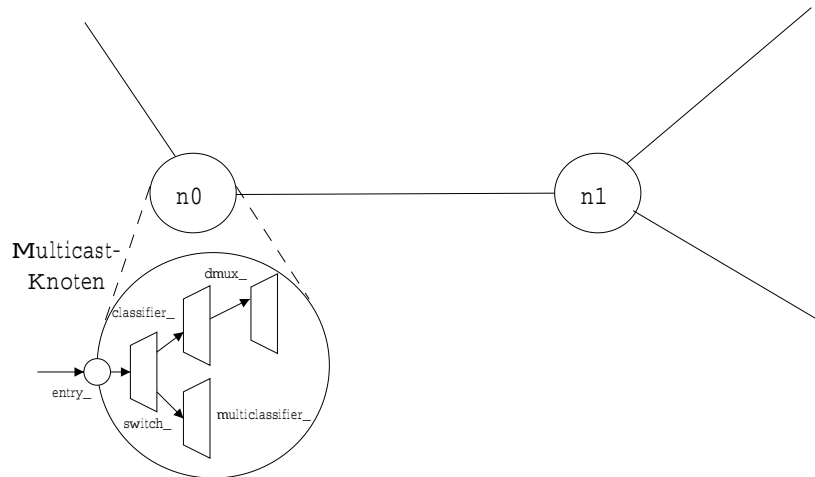 n0
n1
Multicast-
Knoten
dmux_
classifier_
entry_
switch_
multiclassifier_